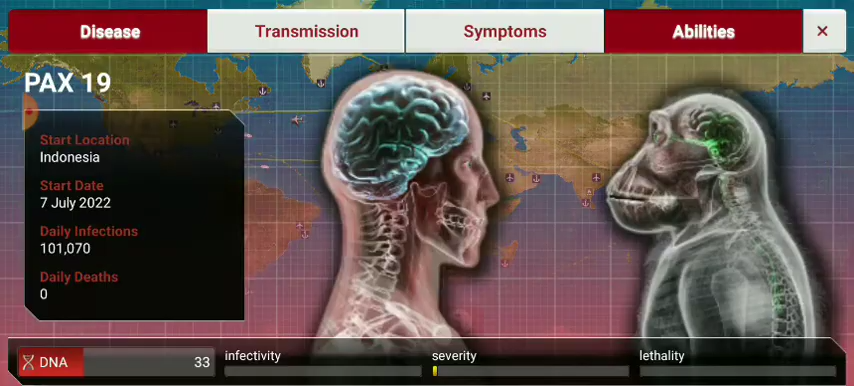 Disease
Transmission
Symptoms
Abilities
×
PAX 19
Start Location
Indonesia
Start Date
7 July 2022
Daily Infections
101,070
Daily Deaths
0
DNA
33
infectivity
severity
lethality